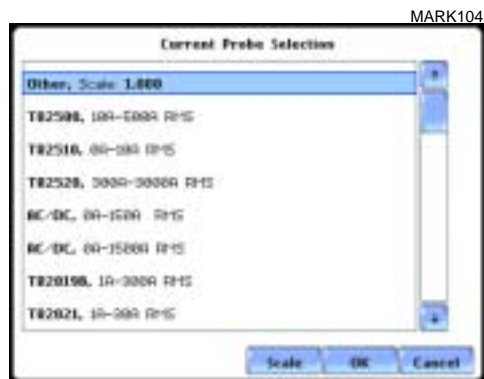 MARK104
Current Probe Selection
Other, Scale 1.000
TR2500, 10A-500A RMS
TR2510, 0A-10A RMS
TR2520, 300A-3000A RMS
AC/DC, 0A-150A RMS
AC/DC, 0A-1500A RMS
TR2019B, 1A-300A RMS
TR2021, 1A-30A RMS
Scale OK Cancel